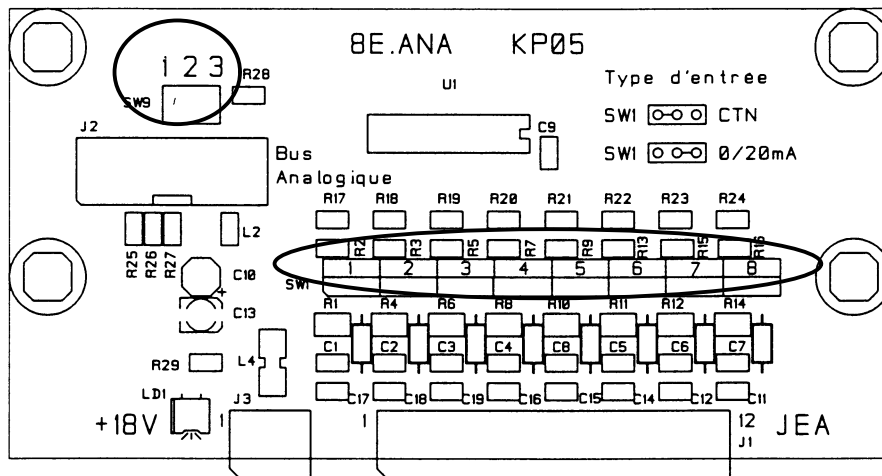 8E.ANA KP05
1 2 3
R28
SW9
U1
Type d'entrée
SW1 CTN
SW1 0/20mA
J2
C9
Bus
Analogique
R17 R18 R19 R20 R21 R22 R23 R24
R2 R3 R5 R7 R9 R13 R15 R16
L2
R25 R26 R27
C10
1 2 3 4 5 6 7 8
SW1
+
C13
R1 R4 R6 R8 R10 R11 R12 R14
C1 C2 C3 C4 C8 C5 C6 C7
R29
L4
LD1
C17 C18 C19 C16 C15 C14 C12 C11
J3
+18V 1 1 12 JEA
J1